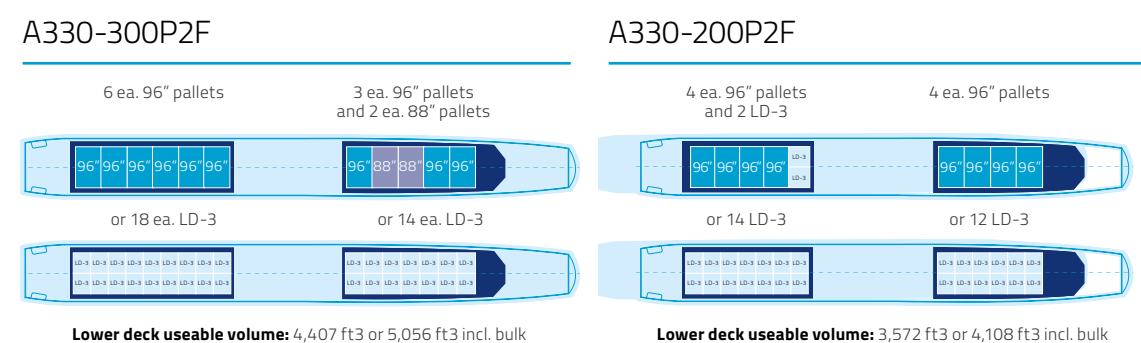 A330-300P2F
6 ea. 96” pallets
3 ea. 96” pallets
and 2 ea. 88” pallets
96” 96” 96” 96” 96” 96”
96” 88” 88” 96” 96”
or 18 ea. LD-3
or 14 ea. LD-3
LD-3 LD-3 LD-3 LD-3 LD-3 LD-3 LD-3 LD-3 LD-3
LD-3 LD-3 LD-3 LD-3 LD-3 LD-3 LD-3 LD-3 LD-3
LD-3 LD-3 LD-3 LD-3 LD-3 LD-3 LD-3
LD-3 LD-3 LD-3 LD-3 LD-3 LD-3 LD-3
Lower deck useable volume: 4,407 ft3 or 5,056 ft3 incl. bulk
A330-200P2F
4 ea. 96” pallets
and 2 LD-3
4 ea. 96” pallets
96” 96” 96” 96”
LD-3
LD-3
96” 96” 96” 96”
or 14 LD-3
or 12 LD-3
LD-3 LD-3 LD-3 LD-3 LD-3 LD-3 LD-3
LD-3 LD-3 LD-3 LD-3 LD-3 LD-3 LD-3
LD-3 LD-3 LD-3 LD-3 LD-3 LD-3
LD-3 LD-3 LD-3 LD-3 LD-3 LD-3
Lower deck useable volume: 3,572 ft3 or 4,108 ft3 incl. bulk